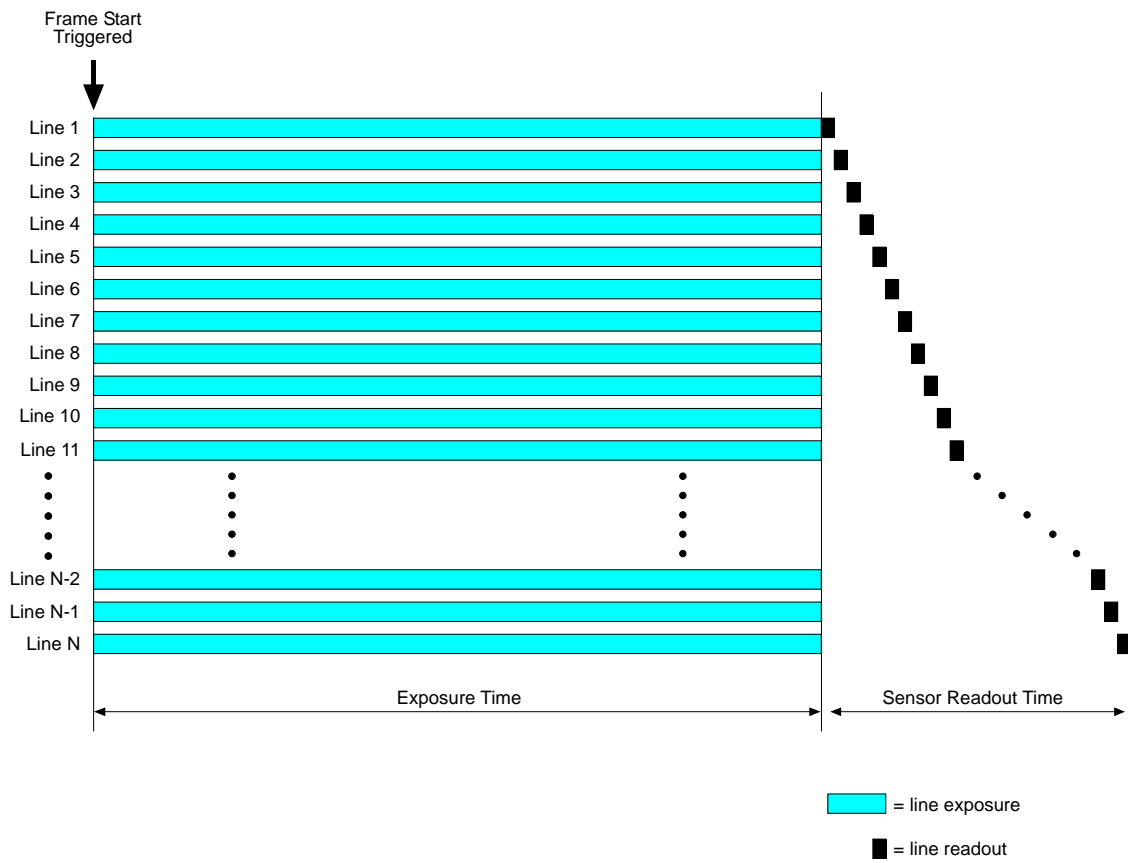 Frame Start
Triggered
Line 1
Line 2
Line 3
Line 4
Line 5
Line 6
Line 7
Line 8
Line 9
Line 10
Line 11
Line N-2
Line N-1
Line N
Exposure Time
Sensor Readout Time
= line exposure
= line readout